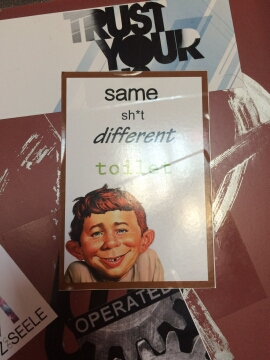 TRUST
YOUR
same
sh*t
different
toilet
Z:SEELE
OPERATED